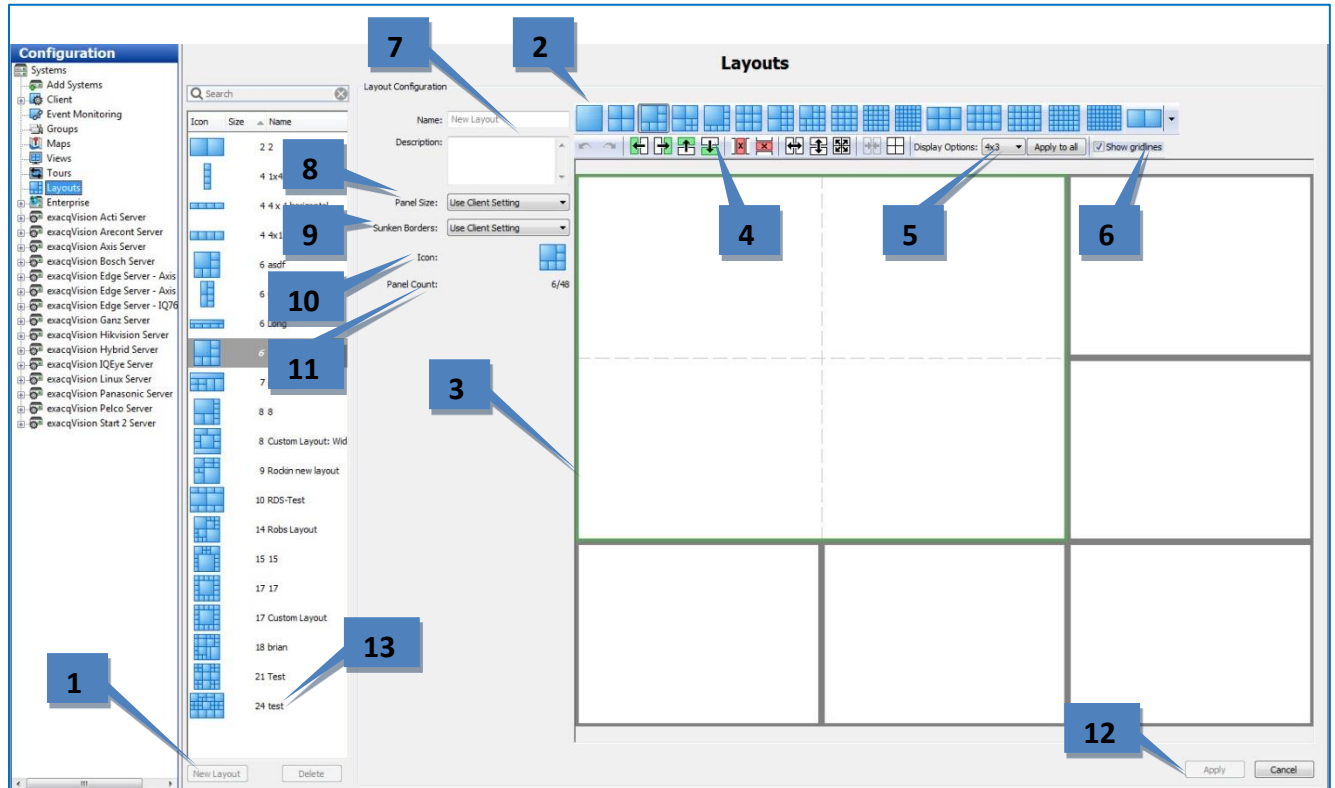 7
2
Configuration
Layouts
Systems
Add Systems
Client
Event Monitoring
Groups
Maps
Views
Tours
Layouts
Enterprise
exacqVision Acti Server
exacqVision Arecont Server
exacqVision Axis Server
exacqVision Bosch Server
exacqVision Edge Server - Axis
exacqVision Edge Server - Axis
exacqVision Edge Server - IQ76
exacqVision Ganz Server
exacqVision Hikvision Server
exacqVision Hybrid Server
exacqVision IQEye Server
exacqVision Linux Server
exacqVision Panasonic Server
exacqVision Pelco Server
exacqVision Start 2 Server
Search
Icon Size Name
2 2
4 1x4
4 4 x
4 4x1
6 asdf
6
6 Long
6
7
8 8
8 Custom Layout: Wid
9 Rockin new layout
10 RDS-Test
14 Robs Layout
15 15
17 17
17 Custom Layout
18 brian
21 Test
24 test
New Layout Delete
Layout Configuration
Name: New Layout
Description:
Panel Size: Use Client Setting
Sunken Borders: Use Client Setting
Icon:
Panel Count: 6/48
Display Options: 4x3 Apply to all Show gridlines
8
9
10
11
3
4
5
6
13
1
12
Apply Cancel